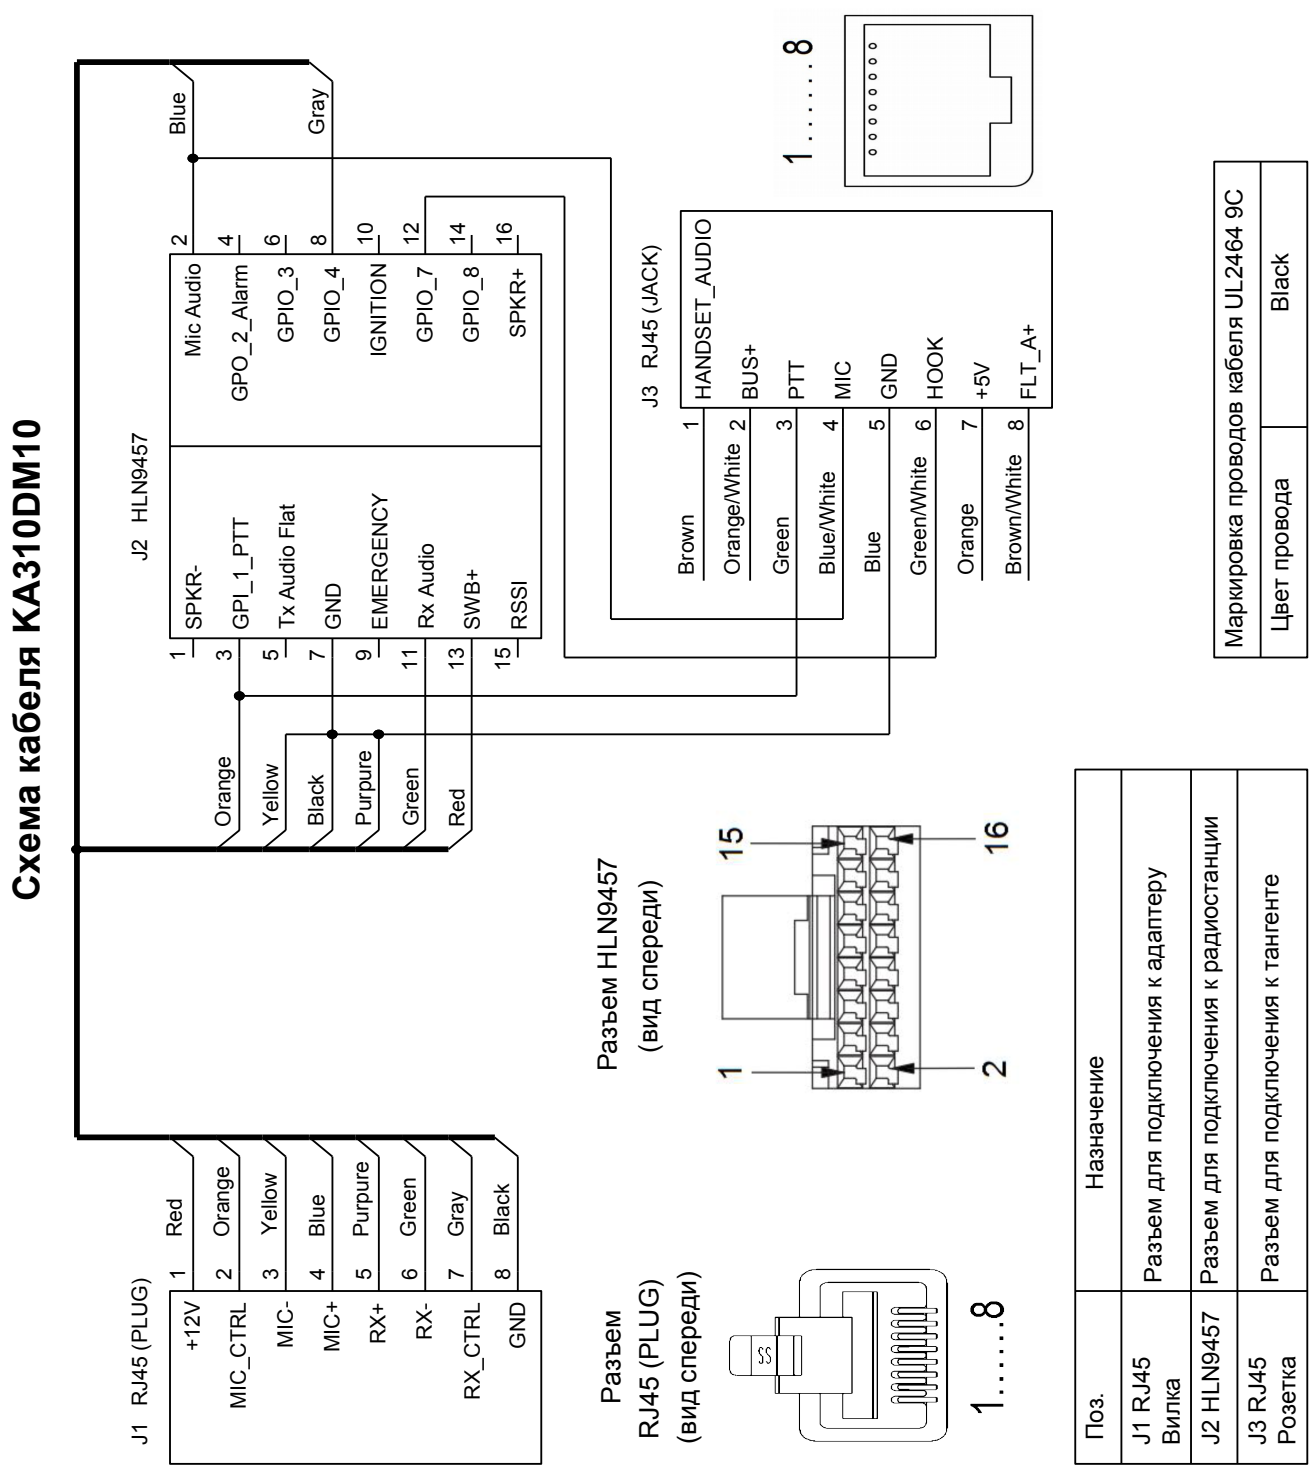 Схема кабеля KA310DM10
J1 RJ45 (PLUG)
+12V 1 Red
MIC_CTRL 2 Orange
MIC- 3 Yellow
MIC+ 4 Blue
RX+ 5 Purpure
RX- 6 Green
RX_CTRL 7 Gray
GND 8 Black
J2 HLN9457
Orange
Yellow
Black
Purpure
Green
Red
1 SPKR-
3 GPI_1_PTT
5 Tx Audio Flat
7 GND
9 EMERGENCY
11 Rx Audio
13 SWB+
15 RSSI
Mic Audio 2
GPO_2_Alarm 4
GPIO_3 6
GPIO_4 8
IGNITION 10
GPIO_7 12
GPIO_8 14
SPKR+ 16
Blue
Gray
Разъем
RJ45 (PLUG)
(вид спереди)
SS
1......8
Разъем HLN9457
(вид спереди)
1
15
2
16
J3 RJ45 (JACK)
Brown 1 HANDSET_AUDIO
Orange/White 2 BUS+
Green 3 PTT
Blue/White 4 MIC
Blue 5 GND
Green/White 6 HOOK
Orange 7 +5V
Brown/White 8 FLT_A+
1.......8
Поз. Назначение
J1 RJ45
Вилка
Разъем для подключения к адаптеру
J2 HLN9457 Разъем для подключения к радиостанции
J3 RJ45
Розетка
Разъем для подключения к тангенте
Маркировка проводов кабеля UL2464 9C
Цвет провода Black